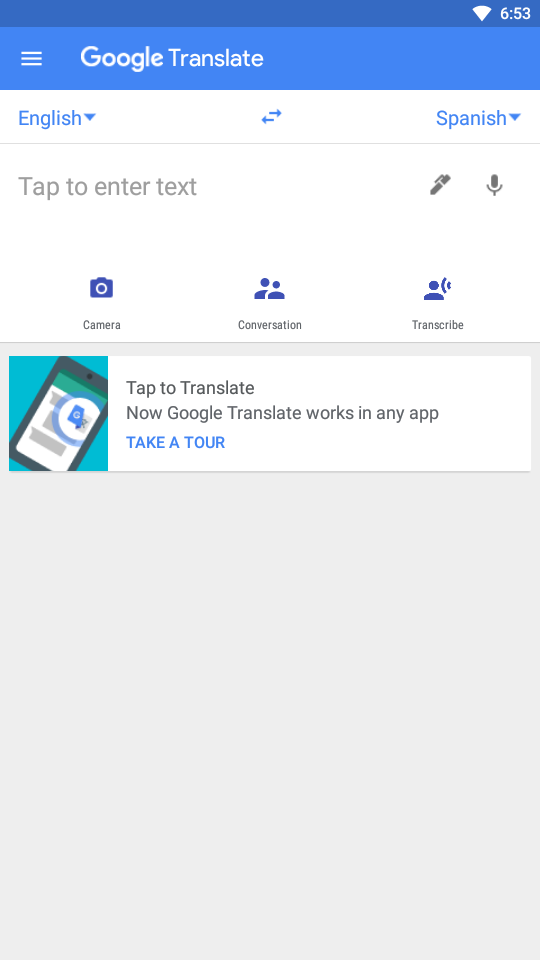 6:53
Google Translate
English
Spanish
Tap to enter text
Camera
Conversation
Transcribe
Tap to Translate
Now Google Translate works in any app
TAKE A TOUR